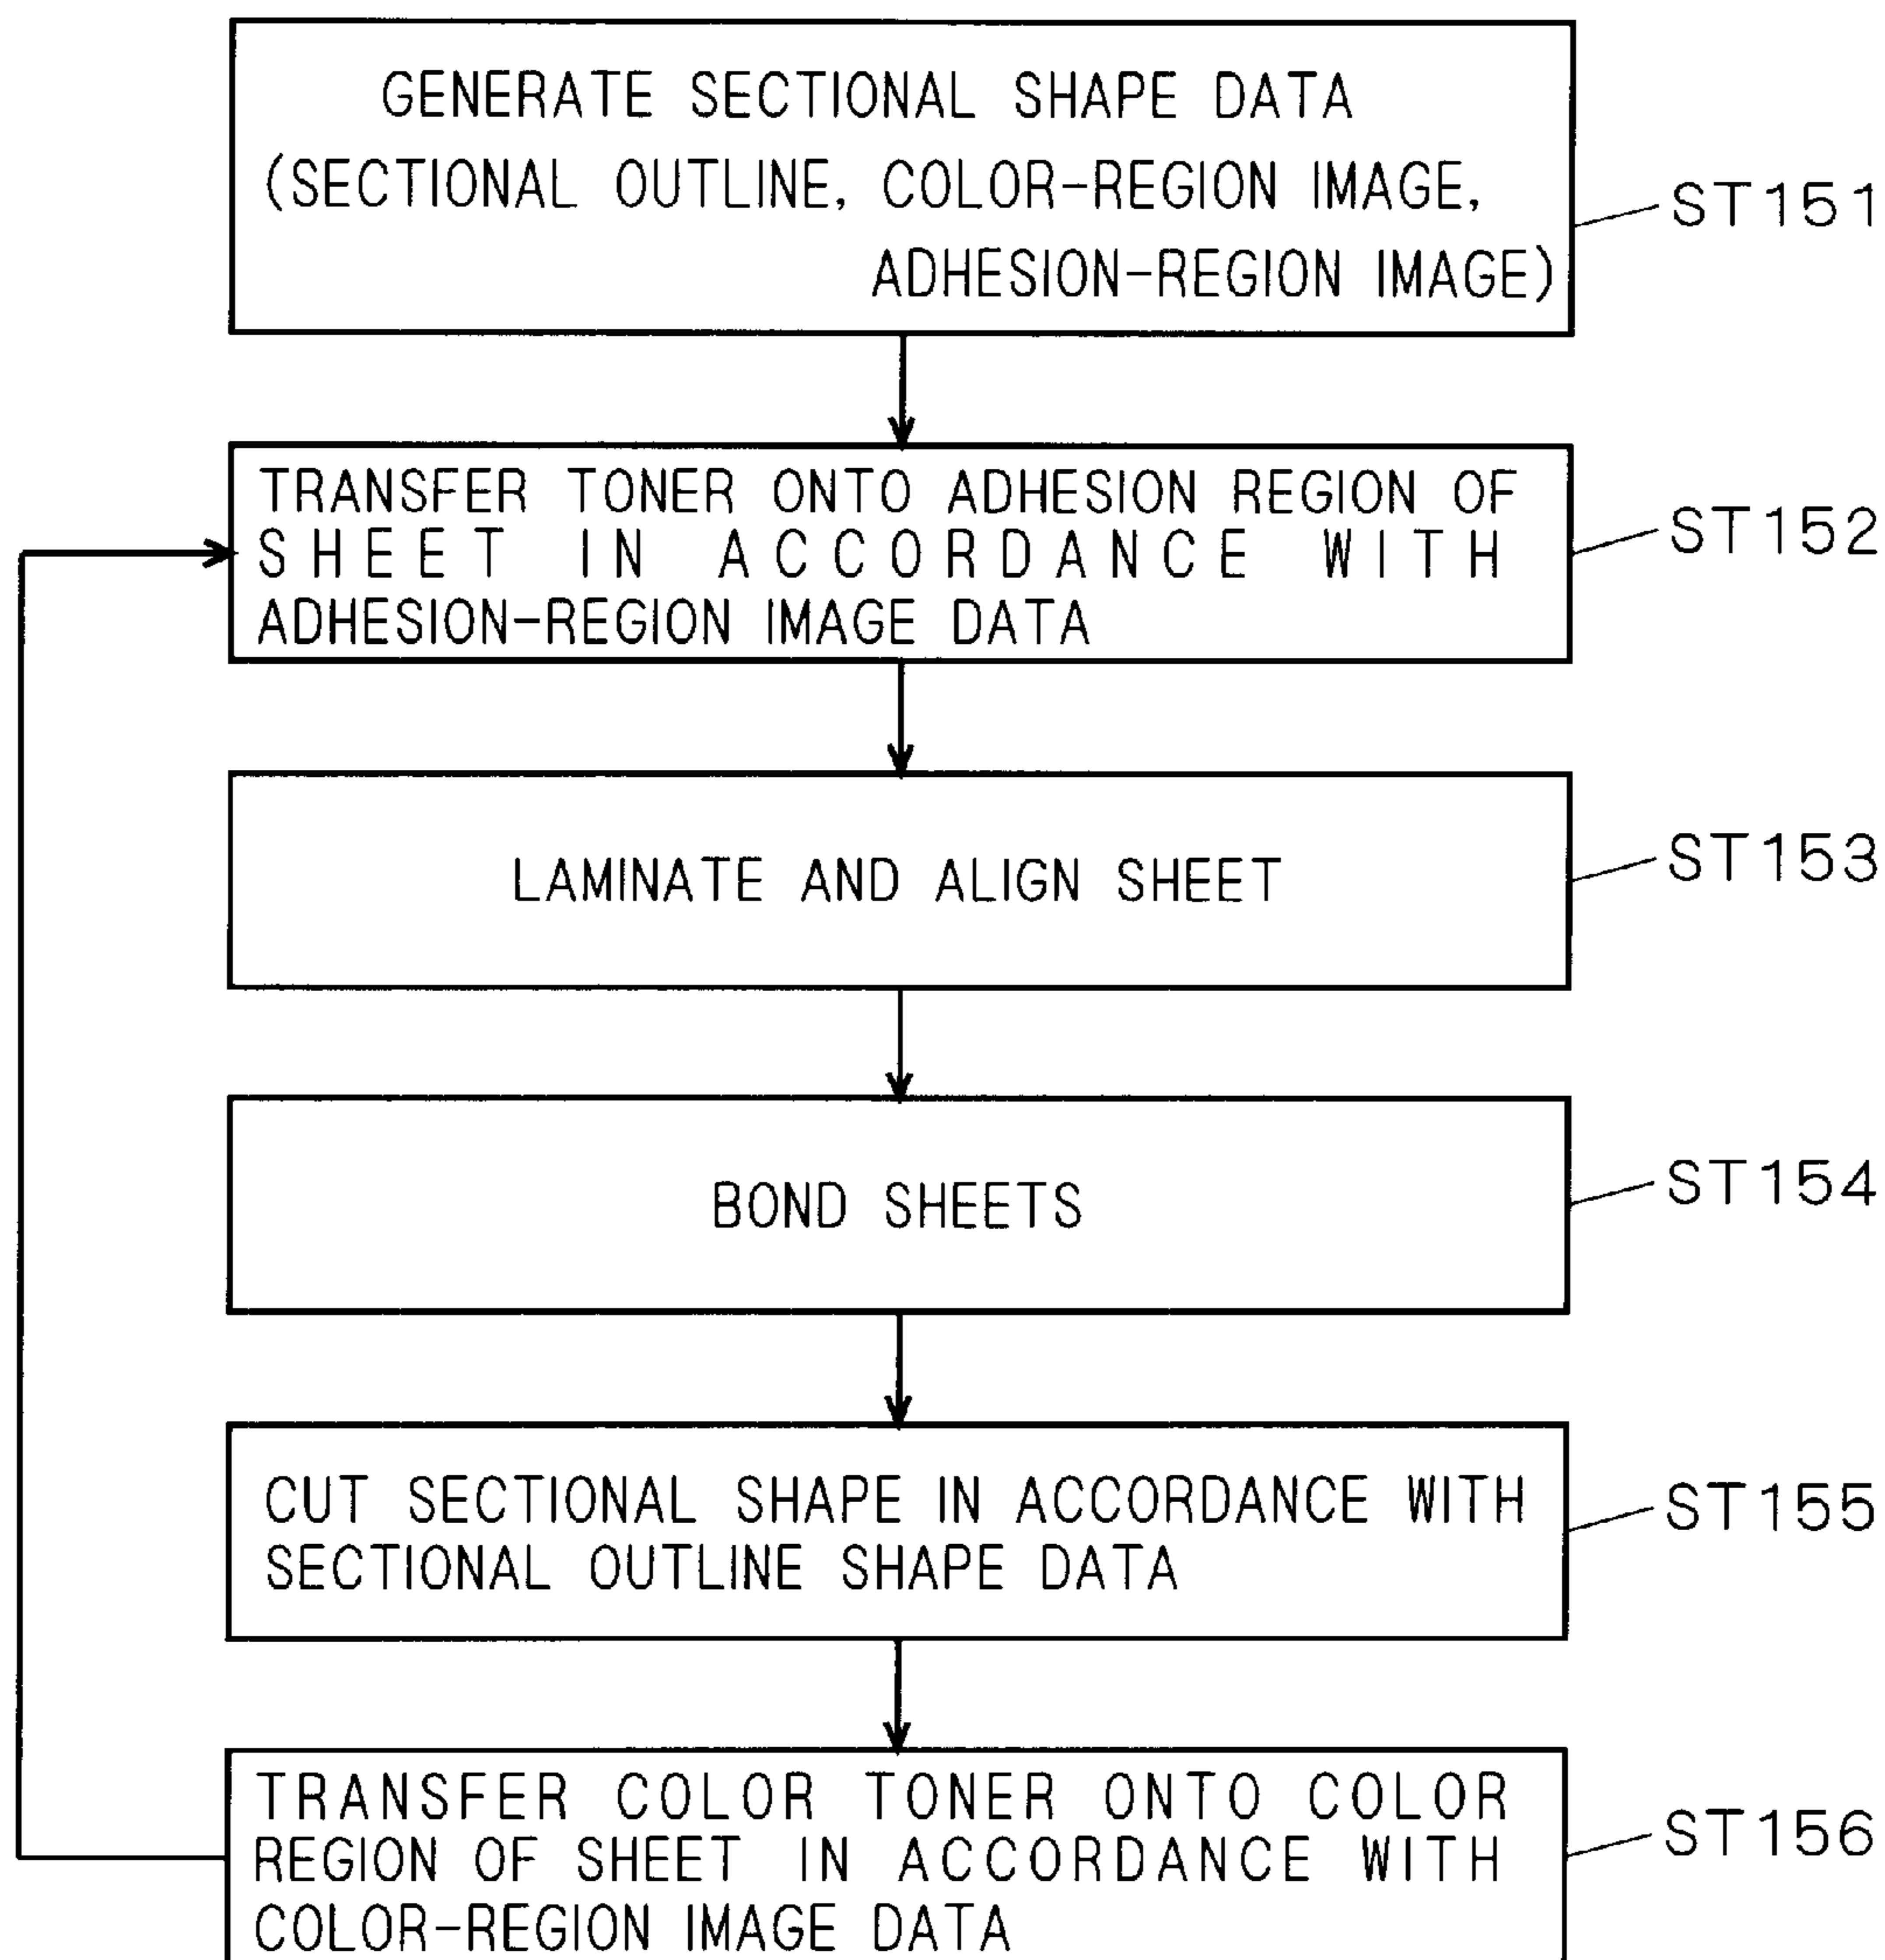 GENERATE SECTIONAL SHAPE DATA
(SECTIONAL OUTLINE, COLOR-REGION IMAGE,
ADHESION-REGION IMAGE)
ST151
TRANSFER TONER ONTO ADHESION REGION OF
SHEET IN ACCORDANCE WITH
ADHESION-REGION IMAGE DATA
ST152
LAMINATE AND ALIGN SHEET
ST153
BOND SHEETS
ST154
CUT SECTIONAL SHAPE IN ACCORDANCE WITH
SECTIONAL OUTLINE SHAPE DATA
ST155
TRANSFER COLOR TONER ONTO COLOR
REGION OF SHEET IN ACCORDANCE WITH
COLOR-REGION IMAGE DATA
ST156